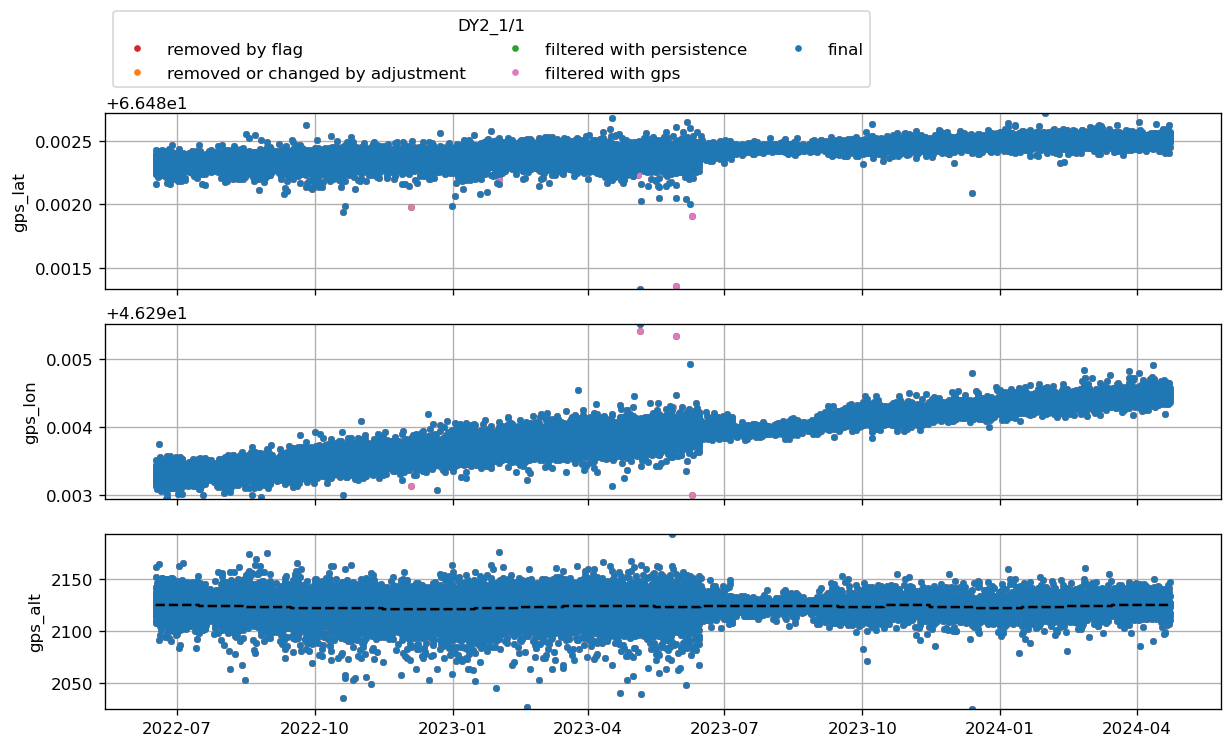 DY2_1/1
removed by flag
filtered with persistence
final
removed or changed by adjustment
filtered with gps
+6.648e1
0.0025
0.0020
0.0015
gps_lat
+4.629e1
0.005
0.004
0.003
gps_lon
2150
2100
2050
gps_alt
2022-07
2022-10
2023-01
2023-04
2023-07
2023-10
2024-01
2024-04